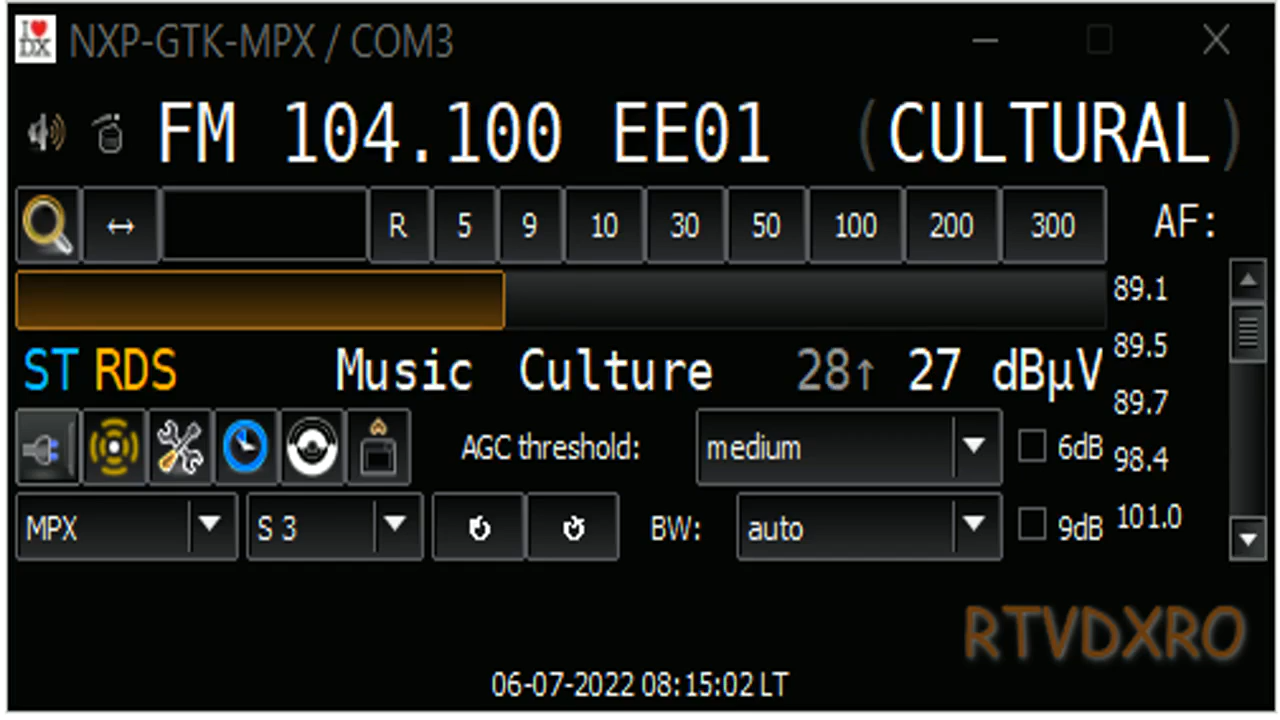 I ♥ DX NXP-GTK-MPX / COM3
FM 104.100 EE01 (CULTURAL)
R 5 9 10 30 50 100 200 300 AF:
89.1
ST RDS Music Culture 28↑ 27 dBµV 89.5
89.7
AGC threshold: medium 6dB 98.4
MPX S 3 BW: auto 9dB 101.0
RTVDXRO
06-07-2022 08:15:02 LT